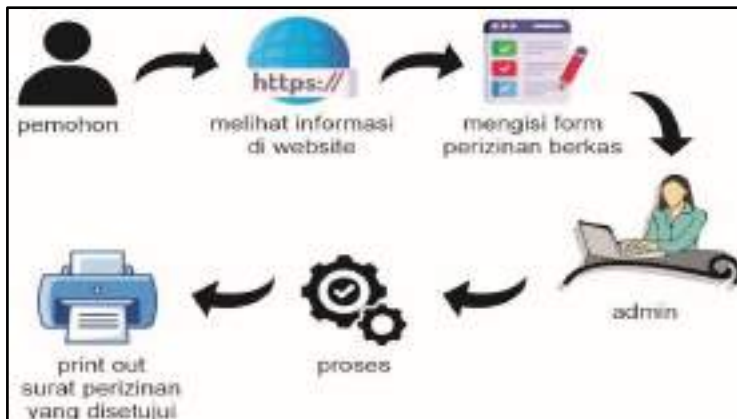 pemohon
https://
melihat informasi
di website
mengisi form
perizinan berkas
admin
proses
print out
surat perizinan
yang disetujui